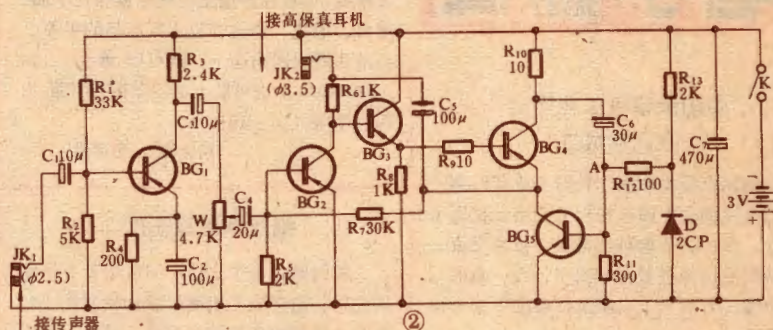 接高保真耳机
JK₂
(φ3.5)
R₁*
33K
R₃
2.4K
C₃10μ
C₁10μ
BG₁
R₂
5K
R₄
200
C₂
100μ
W
4.7K
C₄
20μ
R₅
2K
R₆1K
BG₂
BG₃
R₈
1K
R₇30K
C₅
100μ
R₉10
R₁₀
10
BG₄
BG₅
C₆
30μ
A
R₁₂100
R₁₁
300
R₁₃
2K
D
2CP
C₇
470μ
K
3V
JK₁
(φ2.5)
接传声器
②